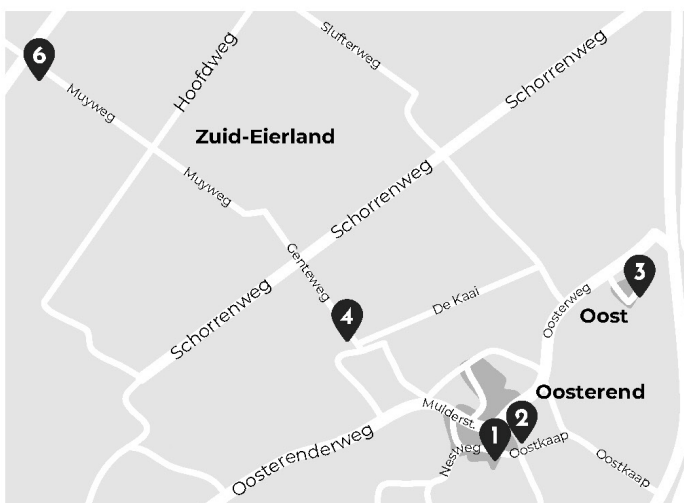 Slufterweg
6
Hoofdweg
Schorrenweg
Muyweg
Zuid-Eierland
Muyweg
Schorrenweg
Genteweg
3
De Kaai
Oosterweg
Schorrenweg
4
Oost
Oosterend
Mulderst.
2
1
Oosterenderweg
Nesweg
Oostkaap
Oostkaap